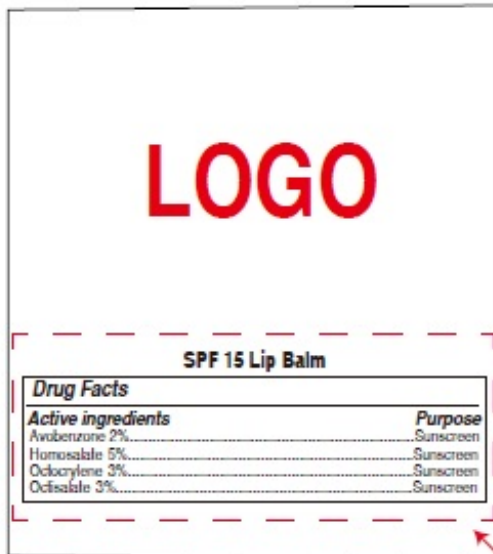 LOGO
SPF 15 Lip Balm
Drug Facts
Active ingredients Purpose
Avobenzone 2%........................Sunscreen
Homosalate 5%........................Sunscreen
Octocrylene 3%........................Sunscreen
Octisalate 3%........................Sunscreen